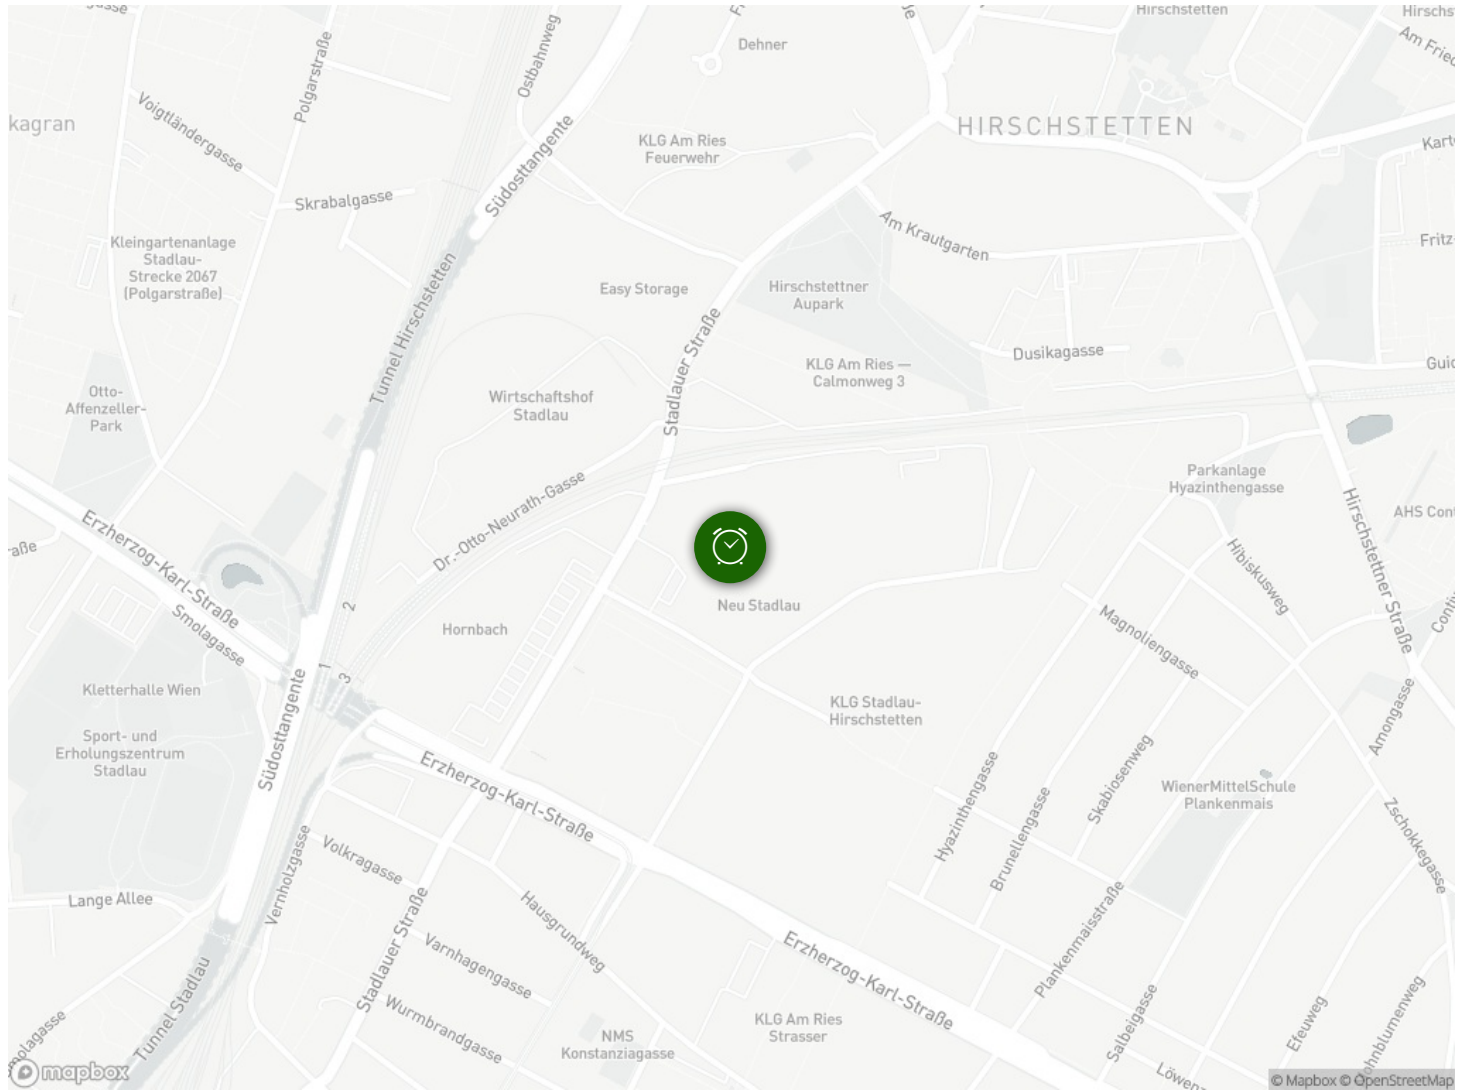 Hirschstetten
Dehner
Am Fried
kagran
Polgarstraße
Ostbahnweg
Voigtländergasse
KLG Am Ries
Feuerwehr
HIRSCHSTETTEN
Südosttangente
Skrabalgasse
Am Krautgarten
Kleingartenanlage
Stadlau-
Strecke 2067
(Polgarstraße)
Tunnel Hirschstetten
Easy Storage
Hirschstettner
Aupark
Stadlauer Straße
Dusikagasse
KLG Am Ries —
Calmonweg 3
Otto-
Affenzeller-
Park
Wirtschaftshof
Stadlau
Parkanlage
Hyazinthengasse
Dr.-Otto-Neurath-Gasse
Erzherzog-Karl-Straße
Smolagasse
Hirschstettner Straße
Hibiskusweg
Neu Stadlau
Hornbach
2
1
3
Magnoliengasse
Kletterhalle Wien
Südosttangente
KLG Stadlau-
Hirschstetten
Amongasse
Sport- und
Erholungszentrum
Stadlau
Erzherzog-Karl-Straße
Skabiosenweg
WienerMittelSchule
Plankenmais
Hyazinthengasse
Brunellengasse
Zschokkegasse
Vernholzgasse
Volkragasse
Lange Allee
Hausgrundweg
Stadlauer Straße
Varnhagengasse
Plankenmaisstraße
Erzherzog-Karl-Straße
Tunnel Stadlau
Wurmbrandgasse
KLG Am Ries
Strasser
NMS
Konstanziagasse
Salbeigasse
Efeuweg
mapbox
© Mapbox © OpenStreetMap